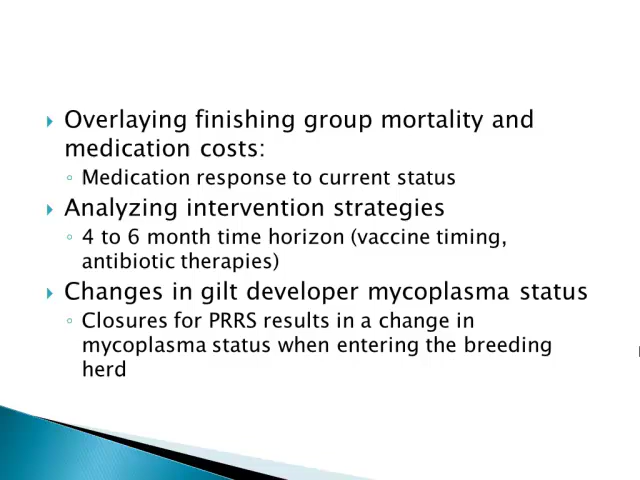 Overlaying finishing group mortality and
medication costs:
Medication response to current status
Analyzing intervention strategies
4 to 6 month time horizon (vaccine timing,
antibiotic therapies)
Changes in gilt developer mycoplasma status
Closures for PRRS results in a change in
mycoplasma status when entering the breeding
herd